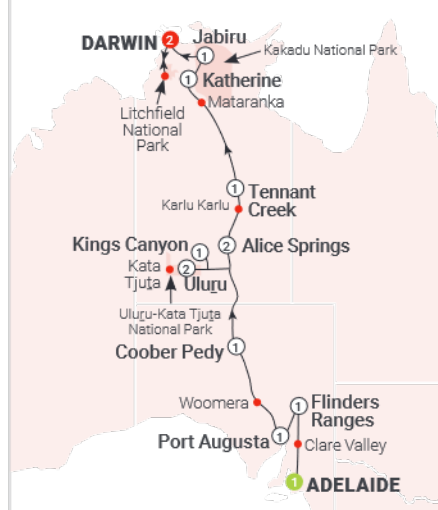 Jabiru
DARWIN 2
1
Kakadu National Park
1 Katherine
Mataranka
Litchfield
National
Park
1 Tennant
Creek
Karlu Karlu
Kings Canyon 1
2 Alice Springs
Kata
Tjuṯa
2
Uluṟu
Uluṟu-Kata Tjuṯa
National Park
Coober Pedy 1
Woomera
1 Flinders
Ranges
Port Augusta 1
Clare Valley
1 ADELAIDE